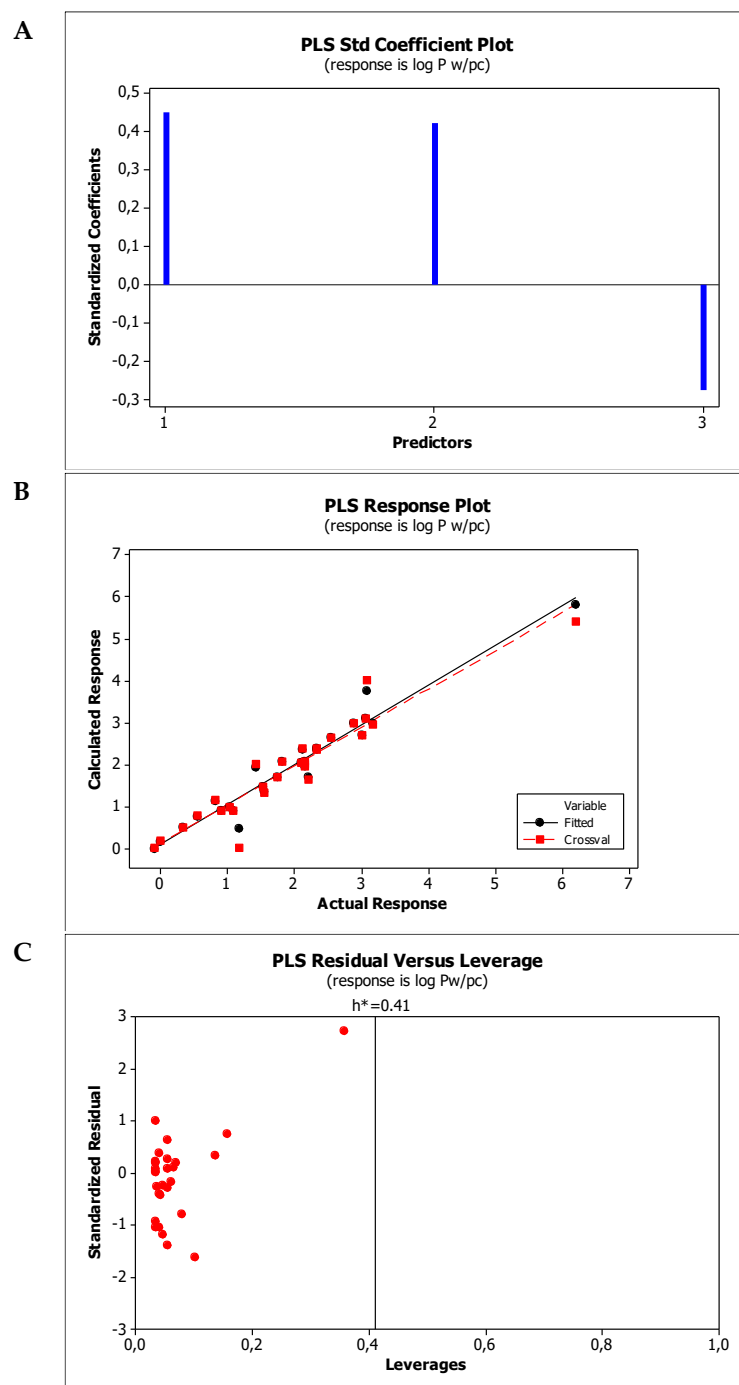 A
PLS Std Coefficient Plot
(response is log P w/pc)
Standardized Coefficients
0,5
0,4
0,3
0,2
0,1
0,0
-0,1
-0,2
-0,3
1 2 3
Predictors
B
PLS Response Plot
(response is log P w/pc)
Calculated Response
7
6
5
4
3
2
1
0
Variable
Fitted
Crossval
0 1 2 3 4 5 6 7
Actual Response
C
PLS Residual Versus Leverage
(response is log Pw/pc)
h*=0.41
Standardized Residual
3
2
1
0
-1
-2
-3
0,0 0,2 0,4 0,6 0,8 1,0
Leverages